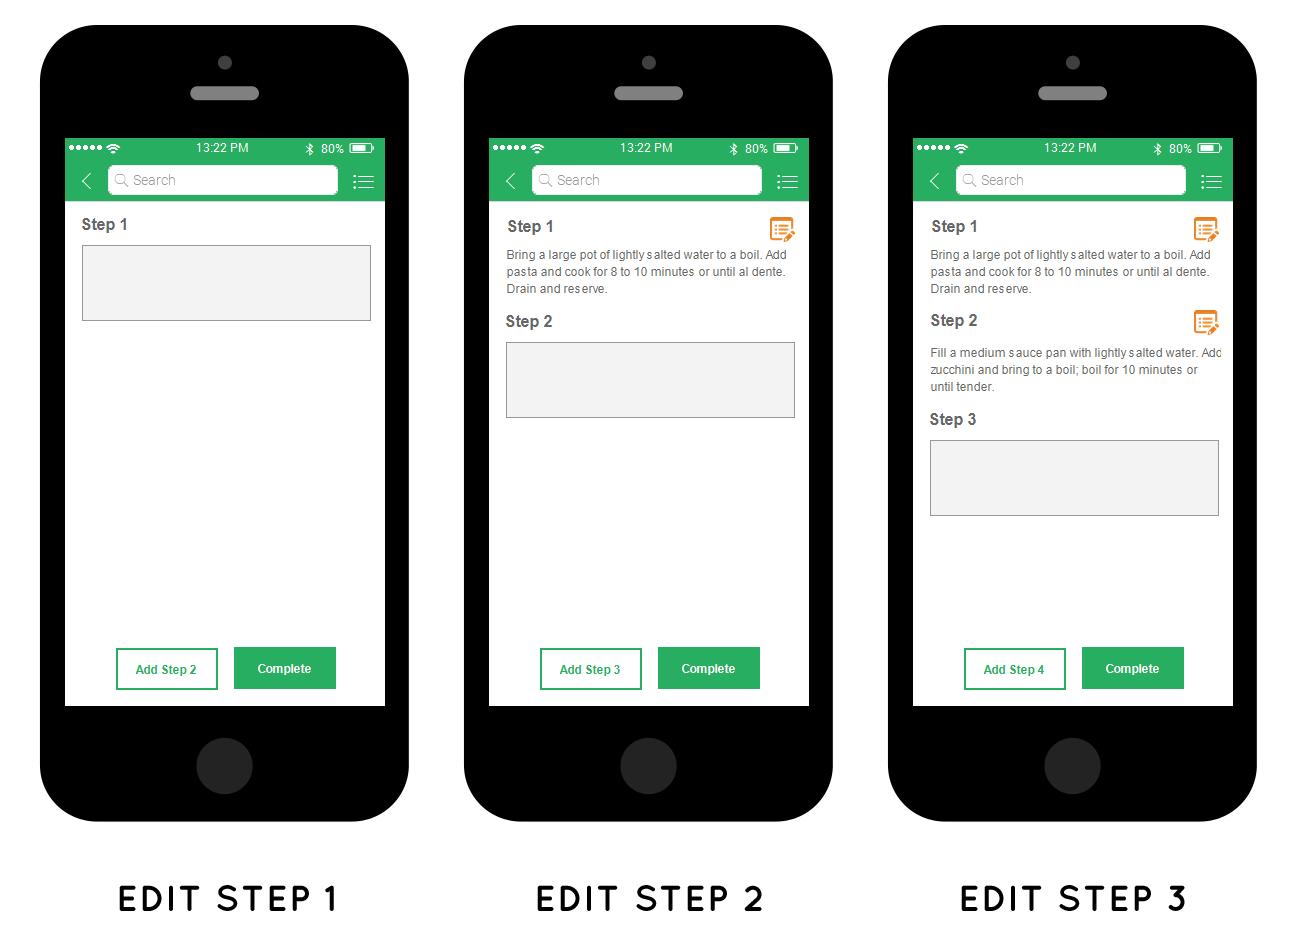 13:22 PM
80%
Search
Step 1
Add Step 2
Complete
EDIT STEP 1
13:22 PM
80%
Search
Step 1
Bring a large pot of lightly salted water to a boil. Add
pasta and cook for 8 to 10 minutes or until al dente.
Drain and reserve.
Step 2
Add Step 3
Complete
EDIT STEP 2
13:22 PM
80%
Search
Step 1
Bring a large pot of lightly salted water to a boil. Add
pasta and cook for 8 to 10 minutes or until al dente.
Drain and reserve.
Step 2
Fill a medium sauce pan with lightly salted water. Add
zucchini and bring to a boil; boil for 10 minutes or
until tender.
Step 3
Add Step 4
Complete
EDIT STEP 3